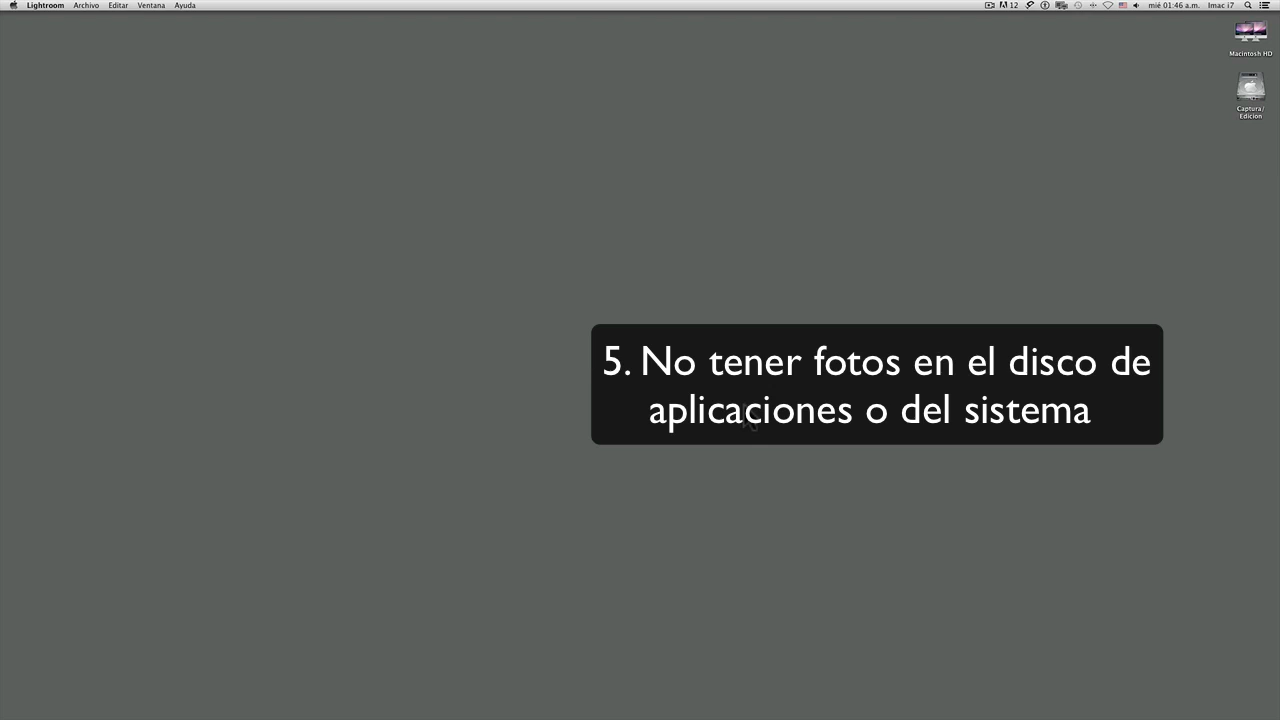 Lightroom Archivo Editar Ventana Ayuda 12 mié 01:46 a.m. Imac i7
Macintosh HD
Captura/
Edicion
5. No tener fotos en el disco de
aplicaciones o del sistema